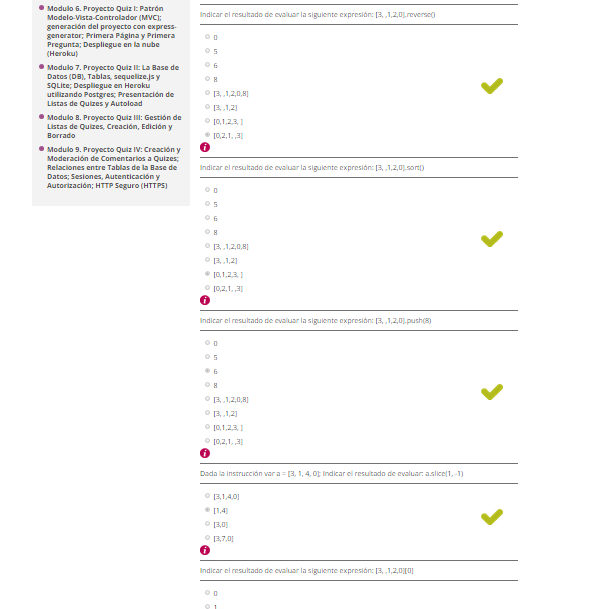 Modulo 6. Proyecto Quiz I: Patrón
Modelo-Vista-Controlador (MVC);
generación del proyecto con express-
generator; Primera Página y Primera
Pregunta; Despliegue en la nube
(Heroku)
Modulo 7. Proyecto Quiz II: La Base de
Datos (DB), Tablas, sequelize.js y
SQLite; Despliegue en Heroku
utilizando Postgres; Presentación de
Listas de Quizes y Autoload
Modulo 8. Proyecto Quiz III: Gestión de
Listas de Quizes, Creación, Edición y
Borrado
Modulo 9. Proyecto Quiz IV: Creación y
Moderación de Comentarios a Quizes;
Relaciones entre Tablas de la Base de
Datos; Sesiones, Autenticación y
Autorización; HTTP Seguro (HTTPS)
Indicar el resultado de evaluar la siguiente expresión: [3, ,1,2,0].reverse()
0
5
6
8
[3, ,1,2,0,8]
[3, ,1,2]
[0,1,2,3, ]
[0,2,1, ,3]
i
Indicar el resultado de evaluar la siguiente expresión: [3, ,1,2,0].sort()
0
5
6
8
[3, ,1,2,0,8]
[3, ,1,2]
[0,1,2,3, ]
[0,2,1, ,3]
i
Indicar el resultado de evaluar la siguiente expresión: [3, ,1,2,0].push(8)
0
5
6
8
[3, ,1,2,0,8]
[3, ,1,2]
[0,1,2,3, ]
[0,2,1, ,3]
i
Dada la instrucción var a = [3, 1, 4, 0]; Indicar el resultado de evaluar: a.slice(1, -1)
[3,1,4,0]
[1,4]
[3,0]
[3,7,0]
i
Indicar el resultado de evaluar la siguiente expresión: [3, ,1,2,0][0]
0
1